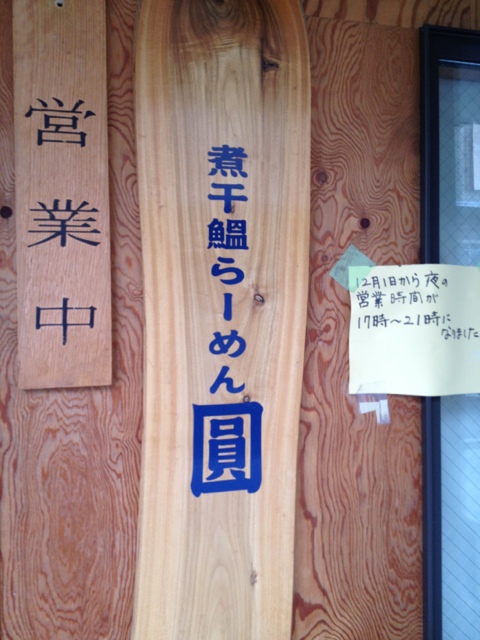 営業中
煮干鰮らーめん圓
12月1日から夜の
営業時間が
17時～21時に
なりました